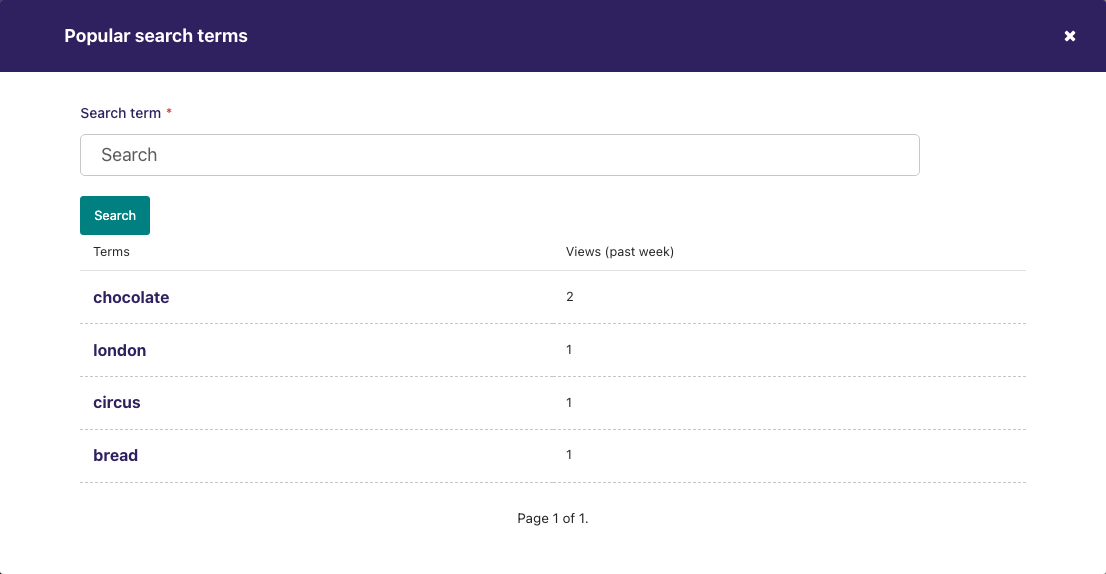 Popular search terms
Search term *
Search
Search
Terms Views (past week)
chocolate 2
london 1
circus 1
bread 1
Page 1 of 1.